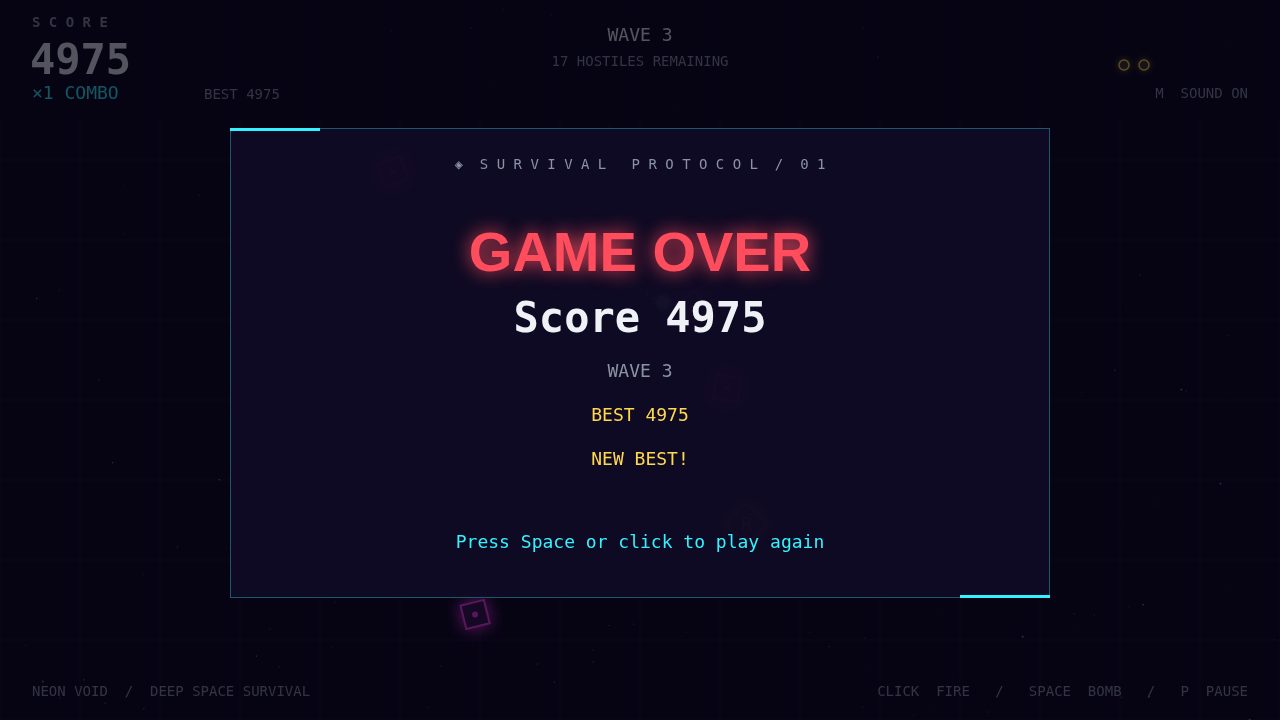 SCORE
4975
×1 COMBO
BEST 4975
WAVE 3
17 HOSTILES REMAINING
M SOUND ON
◈ SURVIVAL PROTOCOL / 01
GAME OVER
Score 4975
WAVE 3
BEST 4975
NEW BEST!
Press Space or click to play again
NEON VOID / DEEP SPACE SURVIVAL
CLICK FIRE / SPACE BOMB / P PAUSE